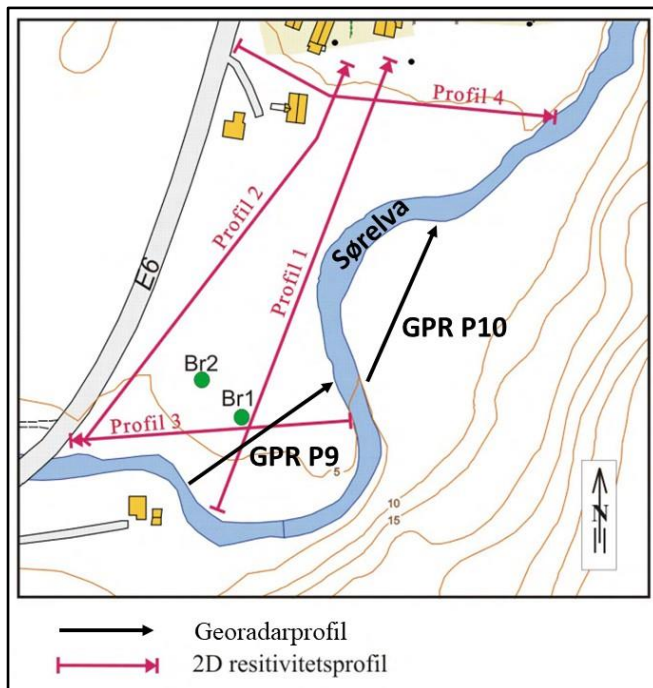 Profil 4
Profil 2
Sørelva
E6
Profil 1
GPR P10
Br2
Br1
Profil 3
GPR P9
5
10
15
N
Georadarprofil
2D resitivitetsprofil